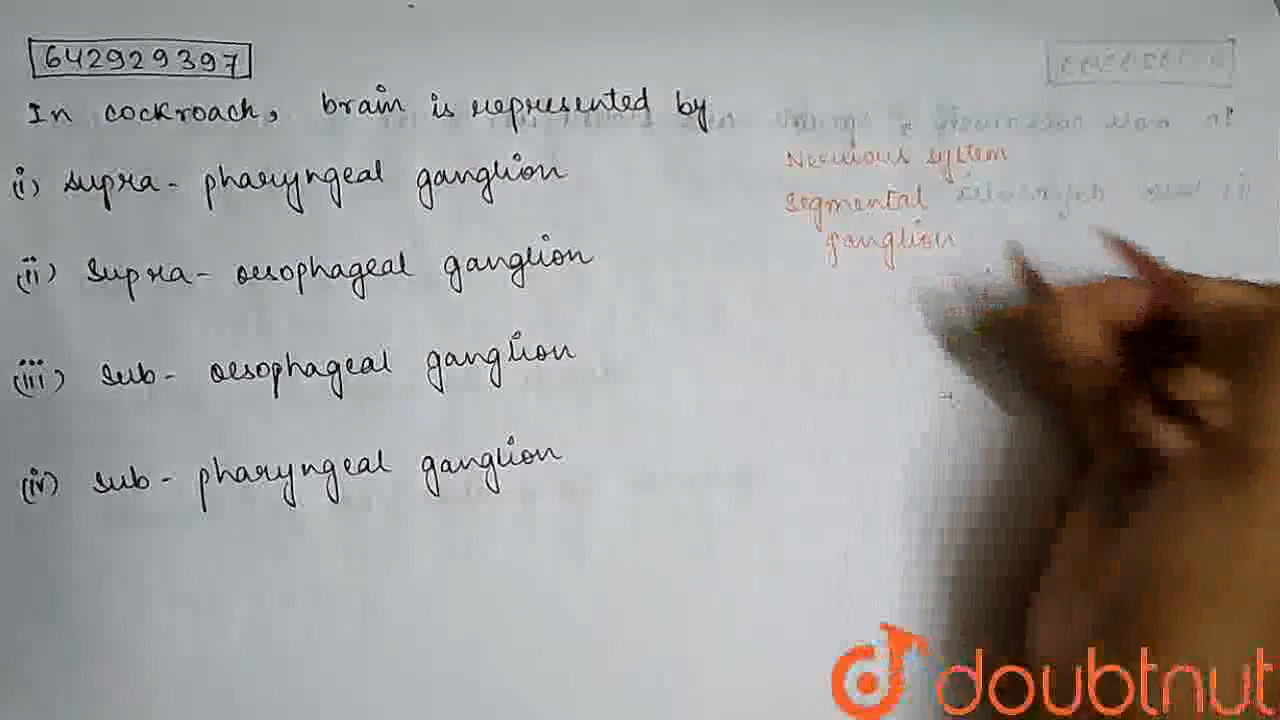 642929397
In cockroach, brain is represented by
(i) supra- pharyngeal ganglion
(ii) supra- oesophageal ganglion
(iii) sub- oesophageal ganglion
(iv) sub- pharyngeal ganglion
Nervous system
segmental
ganglion
doubtnut